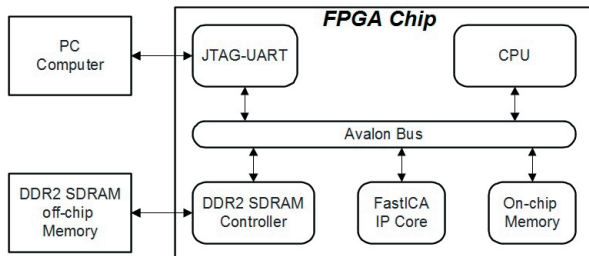 FPGA Chip
PC
Computer
JTAG-UART
CPU
Avalon Bus
DDR2 SDRAM
off-chip
Memory
DDR2 SDRAM
Controller
FastICA
IP Core
On-chip
Memory